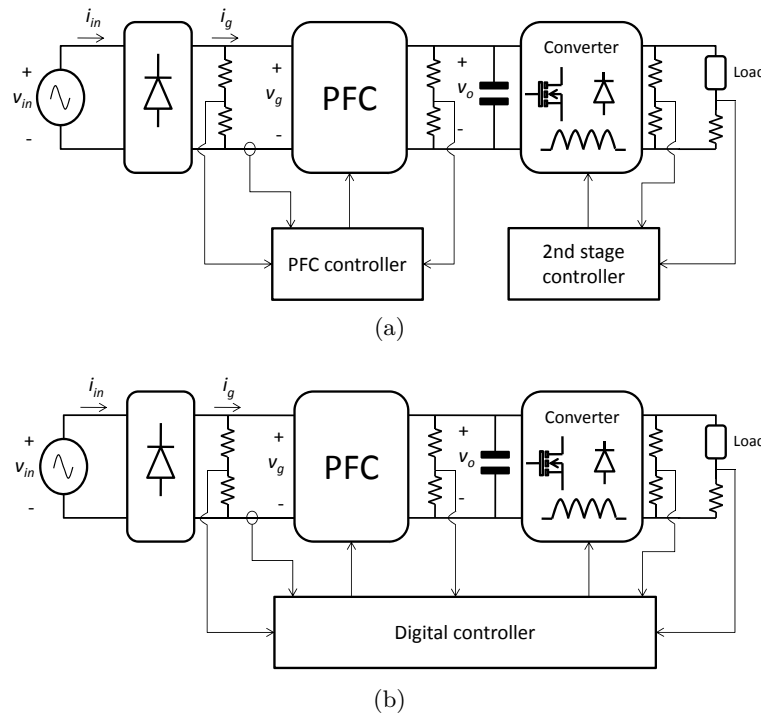 i_in
i_g
+
v_in
-
+
v_g
-
PFC
+
v_o
-
Converter
Load
PFC controller
2nd stage
controller
(a)
i_in
i_g
+
v_in
-
+
v_g
-
PFC
+
v_o
-
Converter
Load
Digital controller
(b)